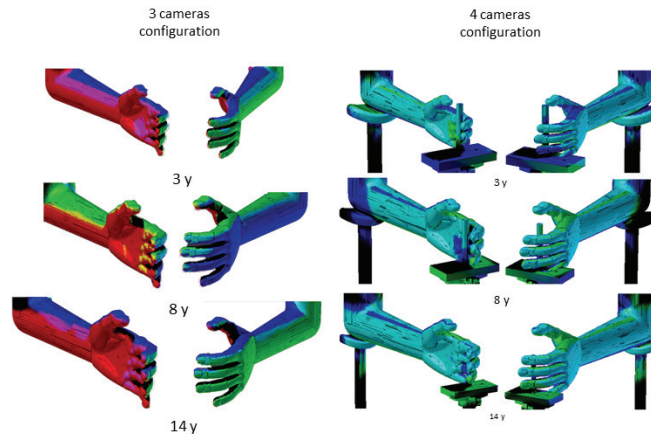 3 cameras
configuration
4 cameras
configuration
3 y
3 y
8 y
8 y
14 y
14 y